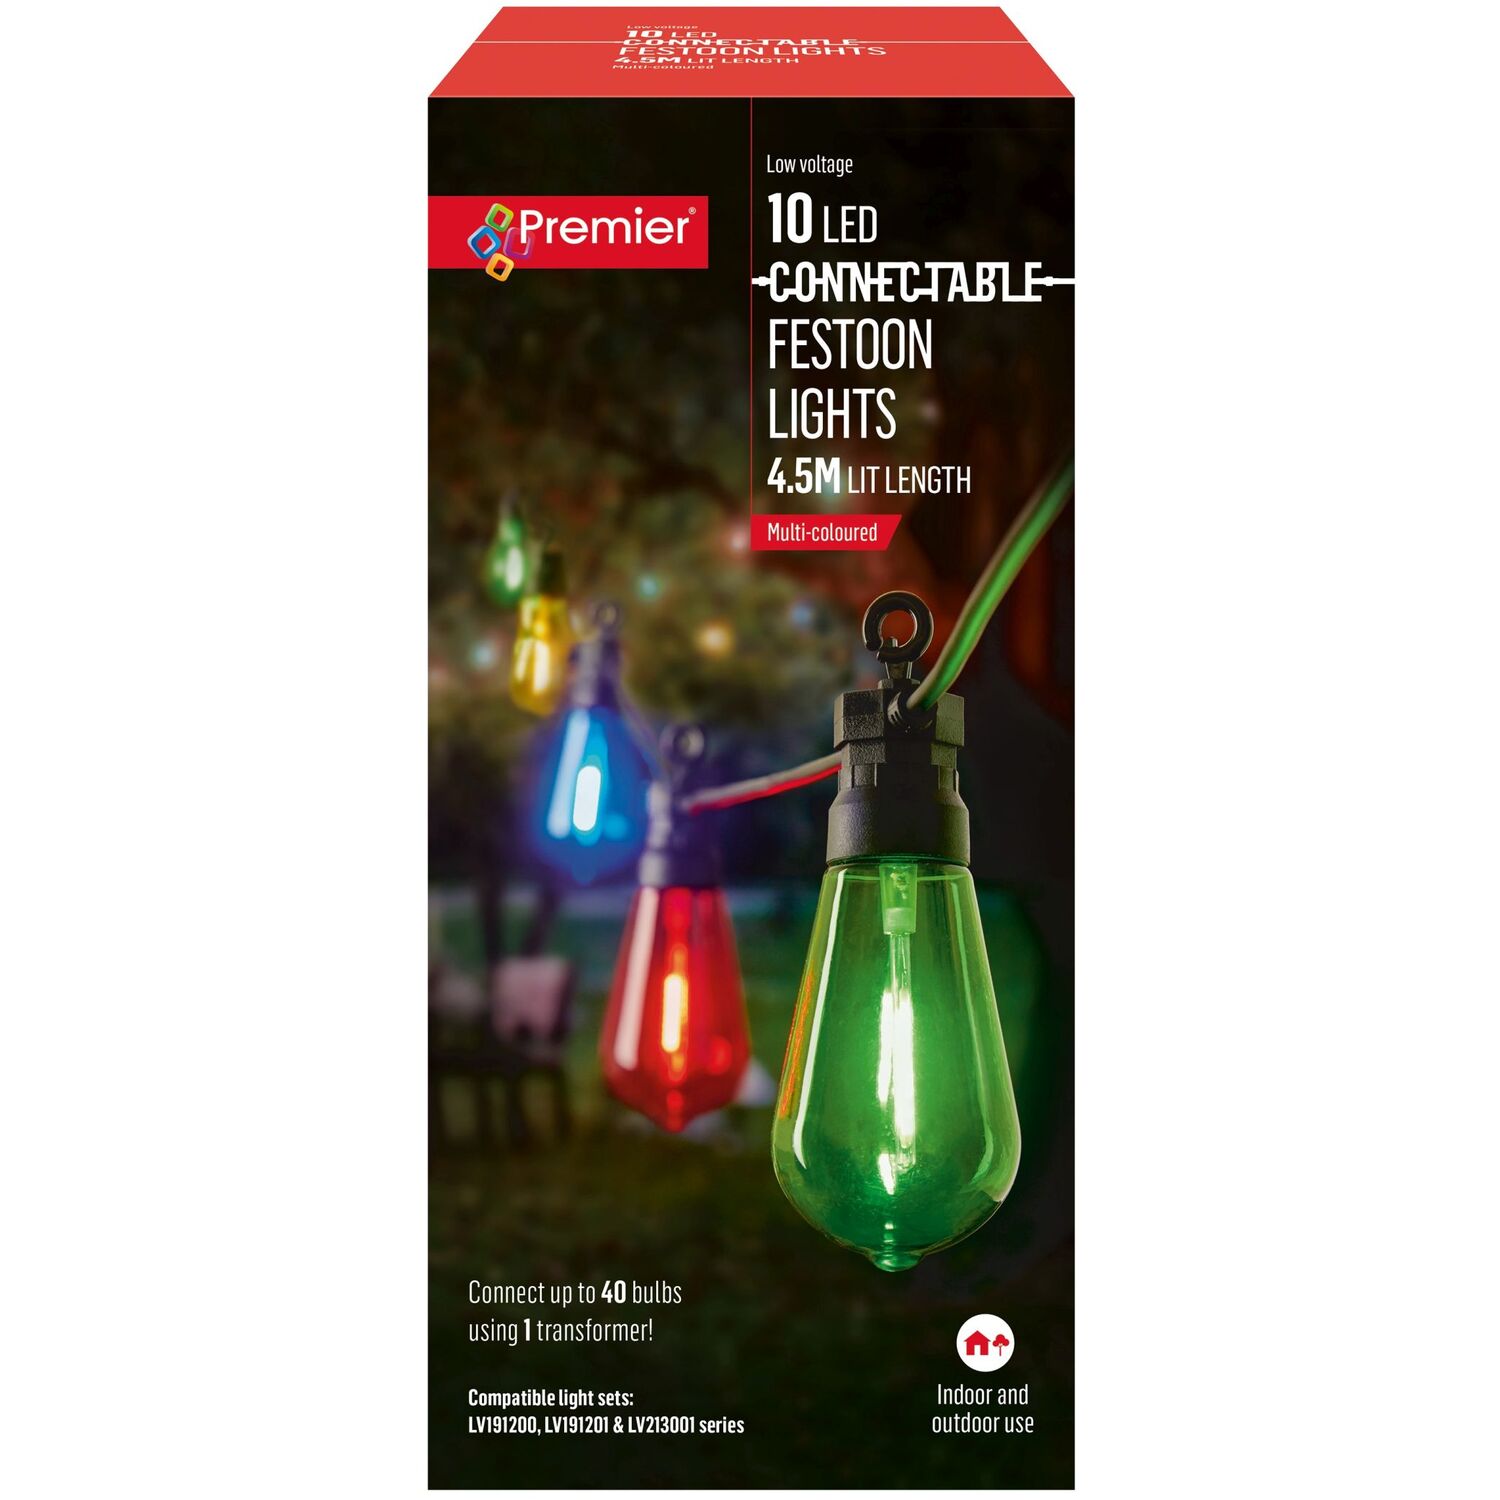 Low voltage
10 LED
CONNECTABLE
FESTOON LIGHTS
4.5M LIT LENGTH
Multi-coloured
Premier®
Low voltage
10 LED
CONNECTABLE
FESTOON
LIGHTS
4.5M LIT LENGTH
Multi-coloured
Connect up to 40 bulbs
using 1 transformer!
Compatible light sets:
LV191200, LV191201 & LV213001 series
Indoor and
outdoor use